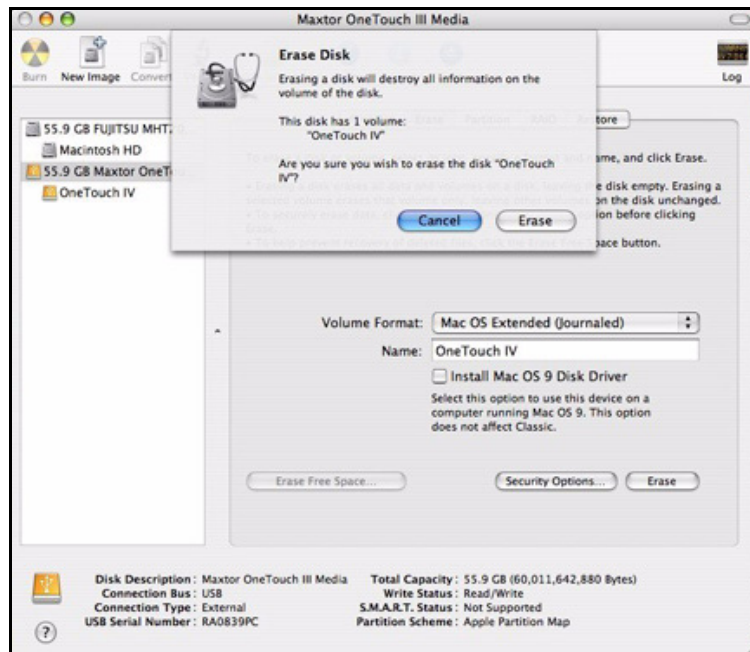 Maxtor OneTouch III Media
Burn New Image Convert
Log
Erase Disk
Erasing a disk will destroy all information on the
volume of the disk.
This disk has 1 volume:
"OneTouch IV"
Are you sure you wish to erase the disk "OneTouch
IV"?
Cancel Erase
55.9 GB FUJITSU MHT
Macintosh HD
55.9 GB Maxtor OneT
OneTouch IV
Erase Partition RAID Restore
ame, and click Erase.
e disk empty. Erasing a
on the disk unchanged.
ion before clicking
pace button.
Volume Format: Mac OS Extended (Journaled)
Name: OneTouch IV
Install Mac OS 9 Disk Driver
Select this option to use this device on a
computer running Mac OS 9. This option
does not affect Classic.
Erase Free Space... Security Options... Erase
Disk Description : Maxtor OneTouch III Media Total Capacity : 55.9 GB (60,011,642,880 Bytes)
Connection Bus : USB Write Status : Read/Write
Connection Type : External S.M.A.R.T. Status : Not Supported
USB Serial Number : RA0839PC Partition Scheme : Apple Partition Map
?